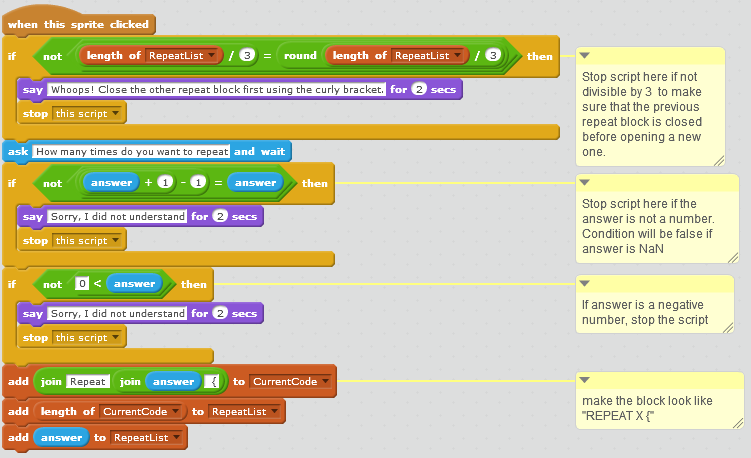 when this sprite clicked
if not length of RepeatList / 3 = round length of RepeatList / 3 then
say Whoops! Close the other repeat block first using the curly bracket. for 2 secs
stop this script
Stop script here if not
divisible by 3 to make
sure that the previous
repeat block is closed
before opening a new
one.
ask How many times do you want to repeat and wait
if not answer + 1 - 1 = answer then
say Sorry, I did not understand for 2 secs
stop this script
Stop script here if the
answer is not a number.
Condition will be false if
answer is NaN
if not 0 < answer then
say Sorry, I did not understand for 2 secs
stop this script
If answer is a negative
number, stop the script
add join Repeat join answer { to CurrentCode
add length of CurrentCode to RepeatList
add answer to RepeatList
make the block look like
"REPEAT X {"